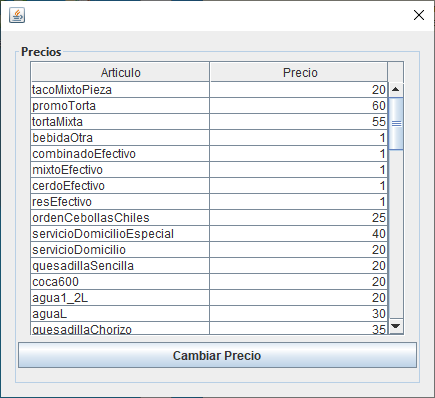 Precios
Articulo Precio
tacoMixtoPieza 20
promoTorta 60
tortaMixta 55
bebidaOtra 1
combinadoEfectivo 1
mixtoEfectivo 1
cerdoEfectivo 1
resEfectivo 1
ordenCebollasChiles 25
servicioDomicilioEspecial 40
servicioDomicilio 20
quesadillaSencilla 20
coca600 20
agua1_2L 20
aguaL 30
quesadillaChorizo 35
Cambiar Precio